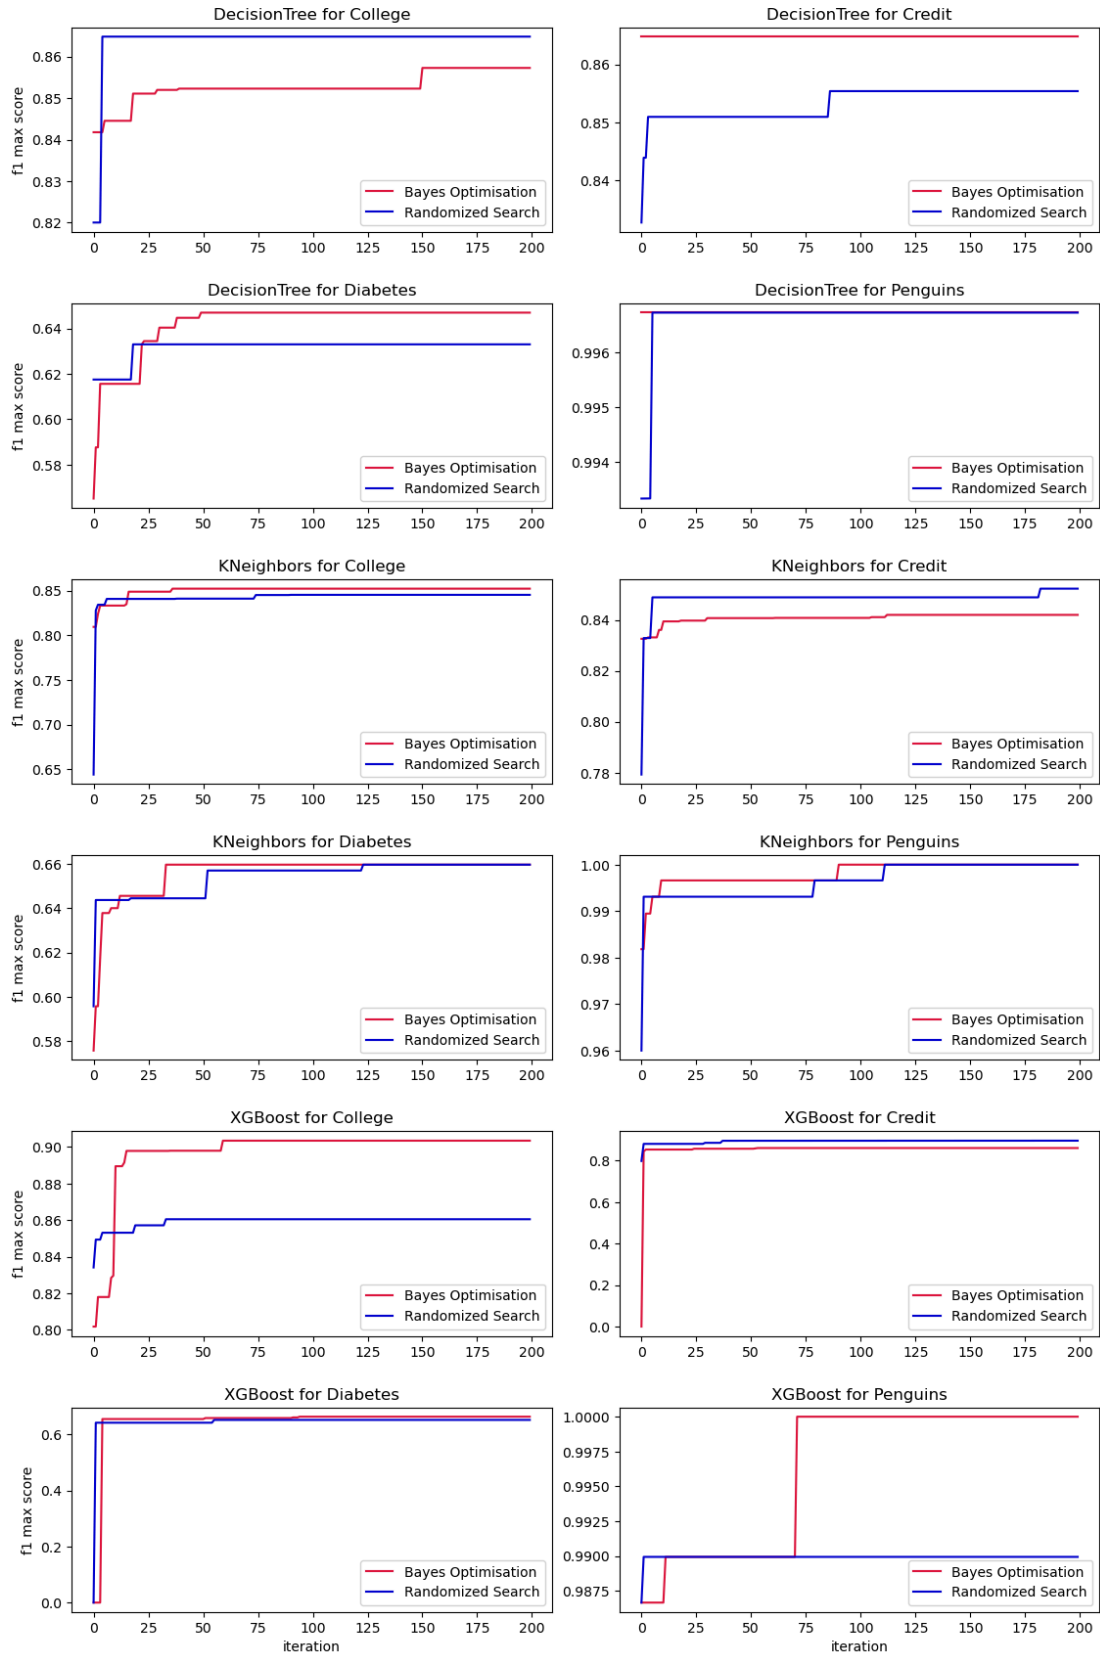 DecisionTree for College
f1 max score
0.86
0.85
0.84
0.83
0.82
Bayes Optimisation
Randomized Search
0 25 50 75 100 125 150 175 200
DecisionTree for Credit
0.86
0.85
0.84
Bayes Optimisation
Randomized Search
0 25 50 75 100 125 150 175 200
DecisionTree for Diabetes
f1 max score
0.64
0.62
0.60
0.58
Bayes Optimisation
Randomized Search
0 25 50 75 100 125 150 175 200
DecisionTree for Penguins
0.996
0.995
0.994
Bayes Optimisation
Randomized Search
0 25 50 75 100 125 150 175 200
KNeighbors for College
f1 max score
0.85
0.80
0.75
0.70
0.65
Bayes Optimisation
Randomized Search
0 25 50 75 100 125 150 175 200
KNeighbors for Credit
0.84
0.82
0.80
0.78
Bayes Optimisation
Randomized Search
0 25 50 75 100 125 150 175 200
KNeighbors for Diabetes
f1 max score
0.66
0.64
0.62
0.60
0.58
Bayes Optimisation
Randomized Search
0 25 50 75 100 125 150 175 200
KNeighbors for Penguins
1.00
0.99
0.98
0.97
0.96
Bayes Optimisation
Randomized Search
0 25 50 75 100 125 150 175 200
XGBoost for College
f1 max score
0.90
0.88
0.86
0.84
0.82
0.80
Bayes Optimisation
Randomized Search
0 25 50 75 100 125 150 175 200
XGBoost for Credit
0.8
0.6
0.4
0.2
0.0
Bayes Optimisation
Randomized Search
0 25 50 75 100 125 150 175 200
XGBoost for Diabetes
f1 max score
0.6
0.4
0.2
0.0
Bayes Optimisation
Randomized Search
0 25 50 75 100 125 150 175 200
iteration
XGBoost for Penguins
1.0000
0.9975
0.9950
0.9925
0.9900
0.9875
Bayes Optimisation
Randomized Search
0 25 50 75 100 125 150 175 200
iteration